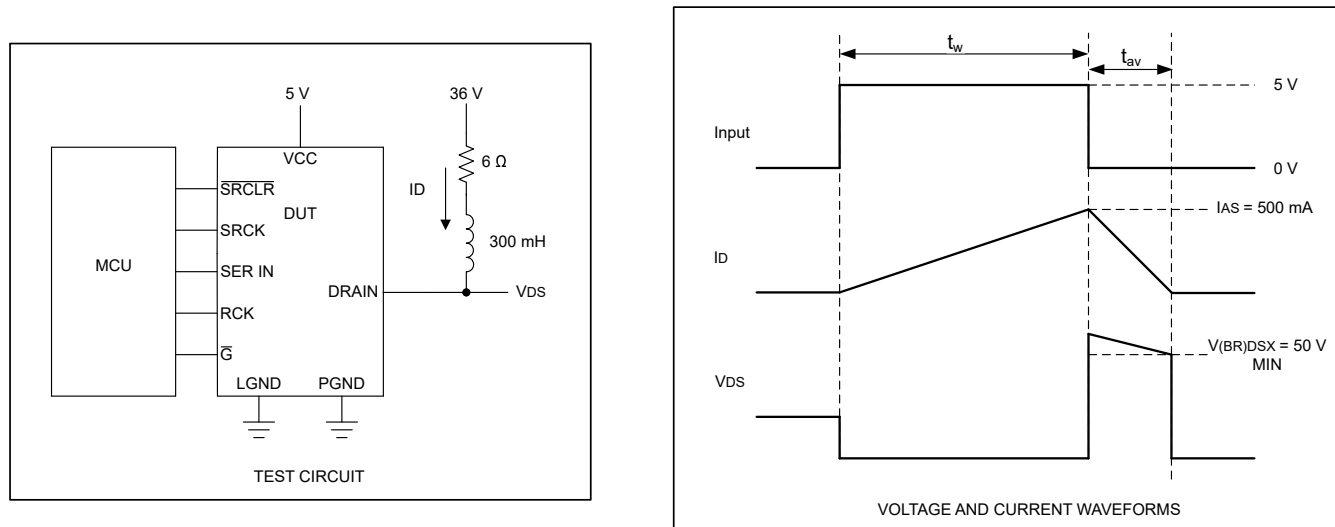 5 V
36 V
VCC
6 Ω
SRCLR
ID
DUT
SRCK
300 mH
MCU
SER IN
DRAIN
VDS
RCK
G
LGND
PGND
TEST CIRCUIT
tw
tav
5 V
Input
0 V
IAS = 500 mA
ID
V(BR)DSX = 50 V
MIN
VDS
VOLTAGE AND CURRENT WAVEFORMS